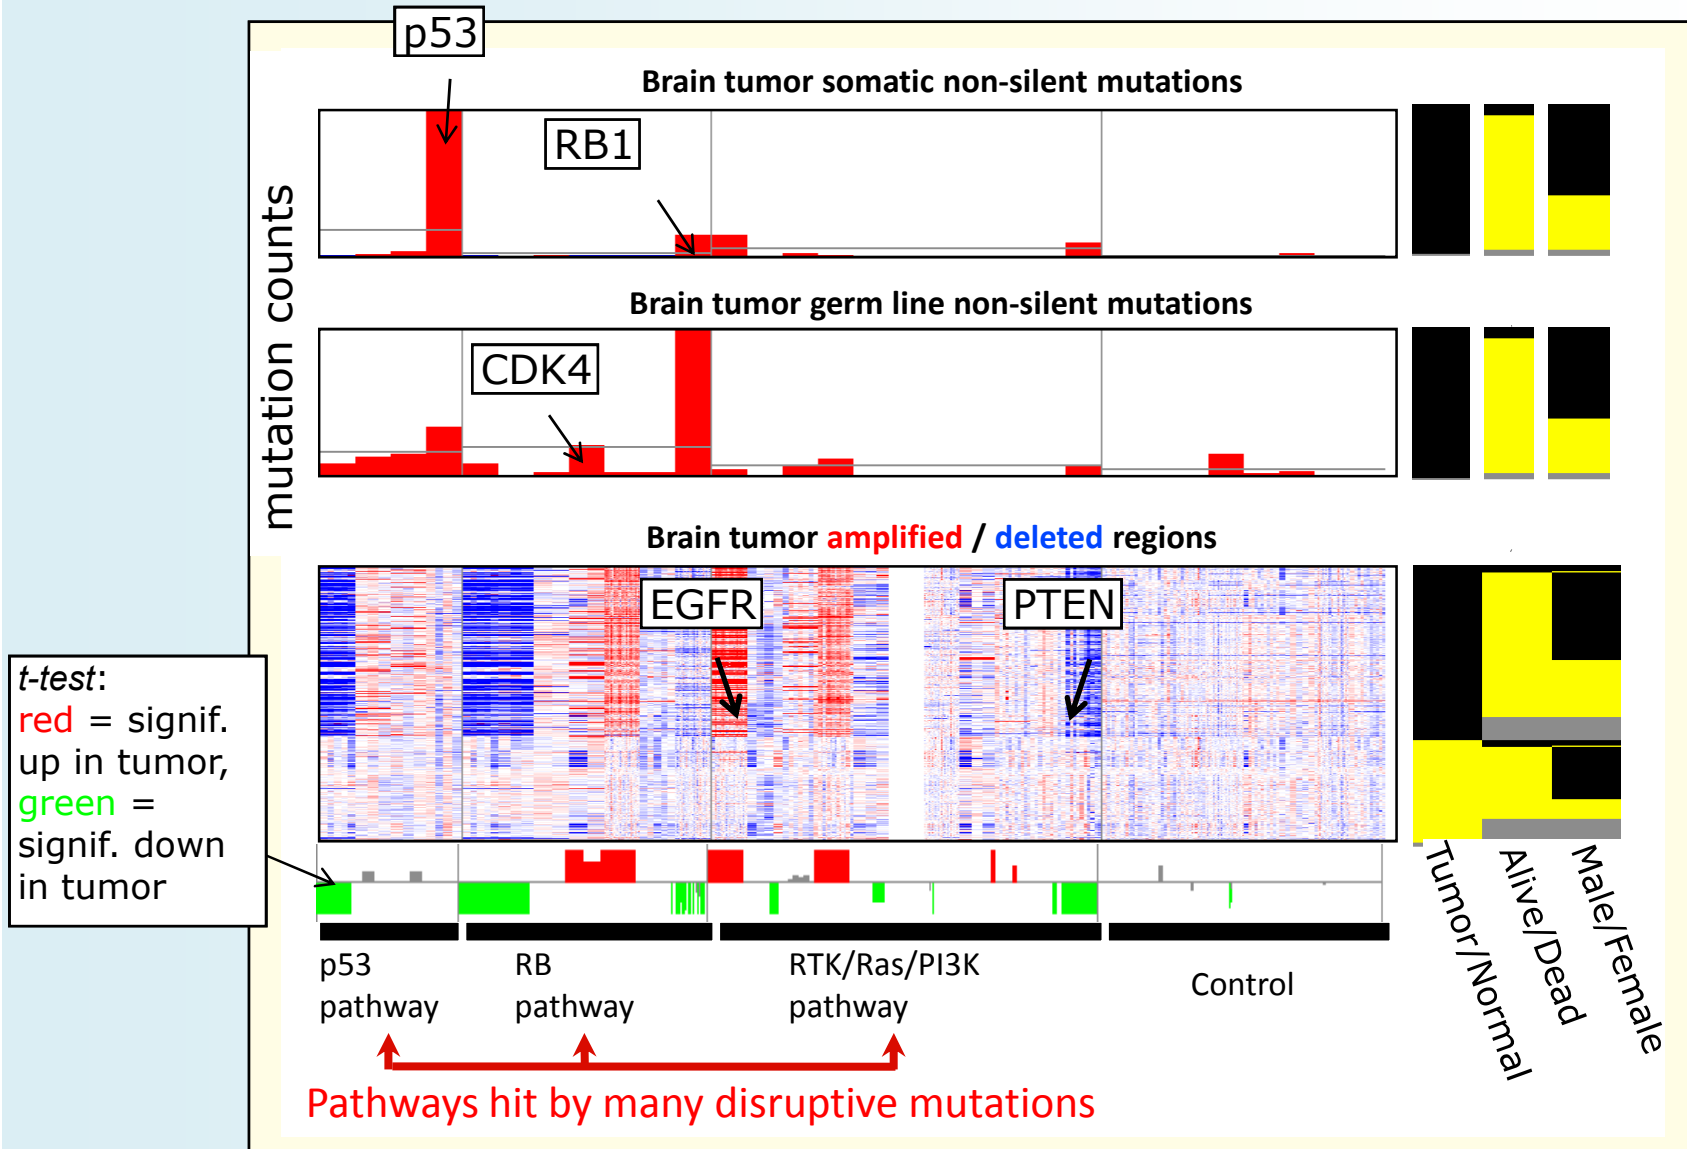 p53
Brain tumor somatic non-silent mutations
RB1
mutation counts
Brain tumor germ line non-silent mutations
CDK4
Brain tumor amplified / deleted regions
EGFR
PTEN
t-test:
red = signif.
up in tumor,
green =
signif. down
in tumor
p53
pathway
RB
pathway
RTK/Ras/PI3K
pathway
Control
Tumor/Normal
Alive/Dead
Male/Female
Pathways hit by many disruptive mutations